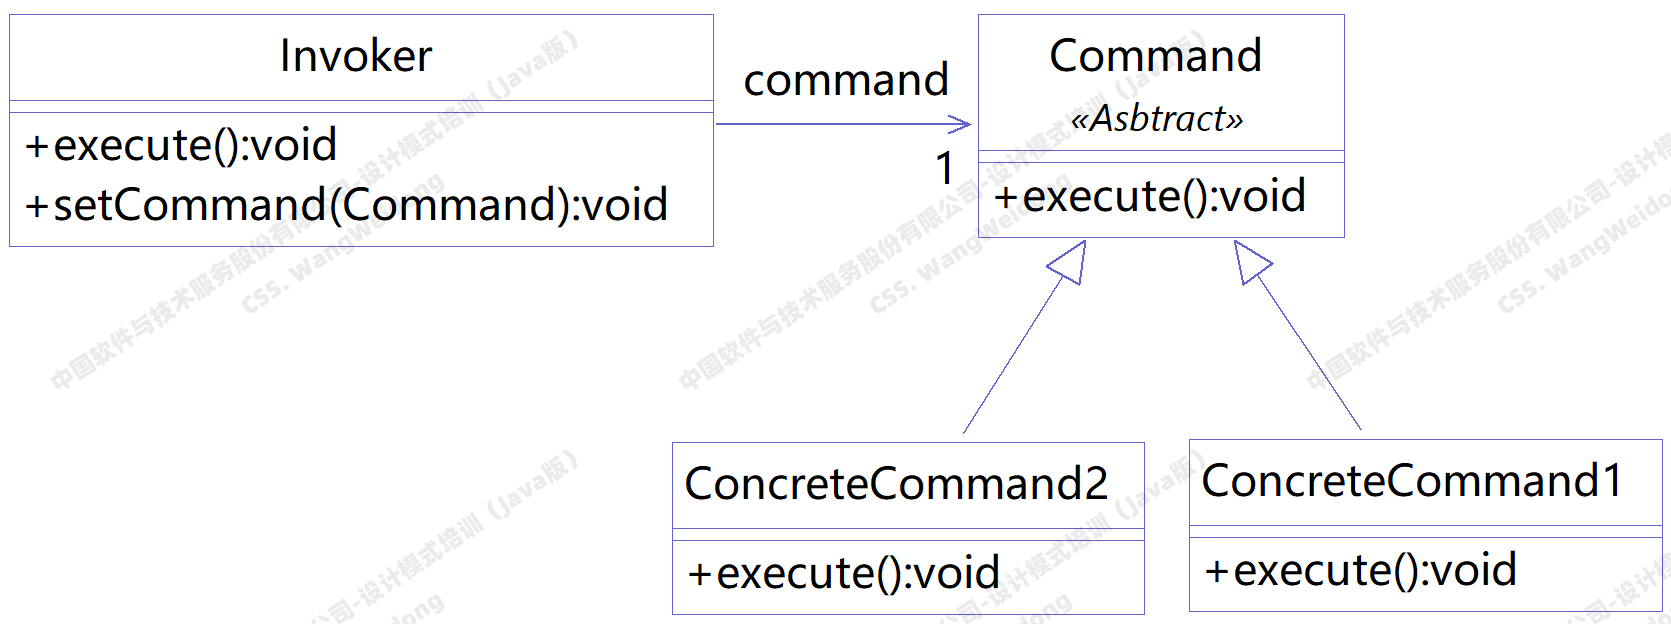 Invoker
+execute():void
+setCommand(Command):void
command
1
Command
«Asbtract»
+execute():void
ConcreteCommand2
+execute():void
ConcreteCommand1
+execute():void
中国软件与技术服务股份有限公司-设计模式培训（Java版）
CSS. WangWeidong
中国软件与技术服务股份有限公司-设计模式培训（Java版）
CSS. WangWeidong
中国软件与技术服务股份有限公司-设计模
CSS. WangWeido
公司-设计模式培训（Java版）
dong
公司-设计模式培训（Java版）
dong
公司-设计模